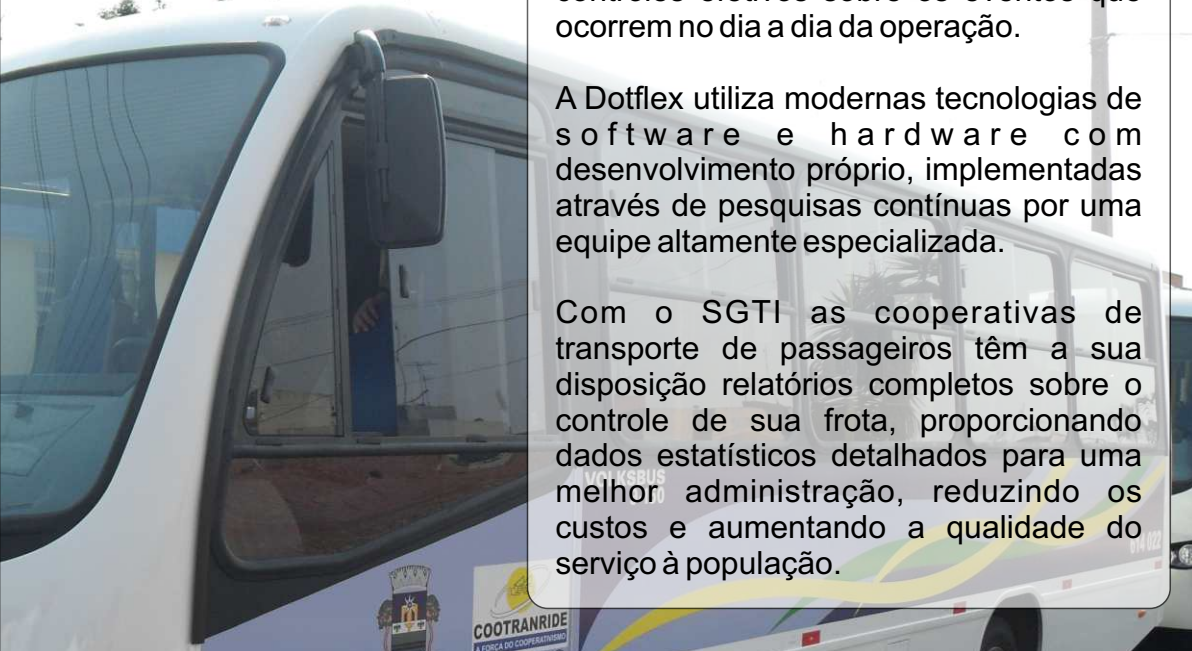 ocorrem no dia a dia da operação.
A Dotflex utiliza modernas tecnologias de
software e hardware com
desenvolvimento próprio, implementadas
através de pesquisas contínuas por uma
equipe altamente especializada.
Com o SGTI as cooperativas de
transporte de passageiros têm a sua
disposição relatórios completos sobre o
controle de sua frota, proporcionando
dados estatísticos detalhados para uma
melhor administração, reduzindo os
custos e aumentando a qualidade do
serviço à população.
VOLKSBUS
COOTRANRIDE
A FORÇA DO COOPERATIVISMO